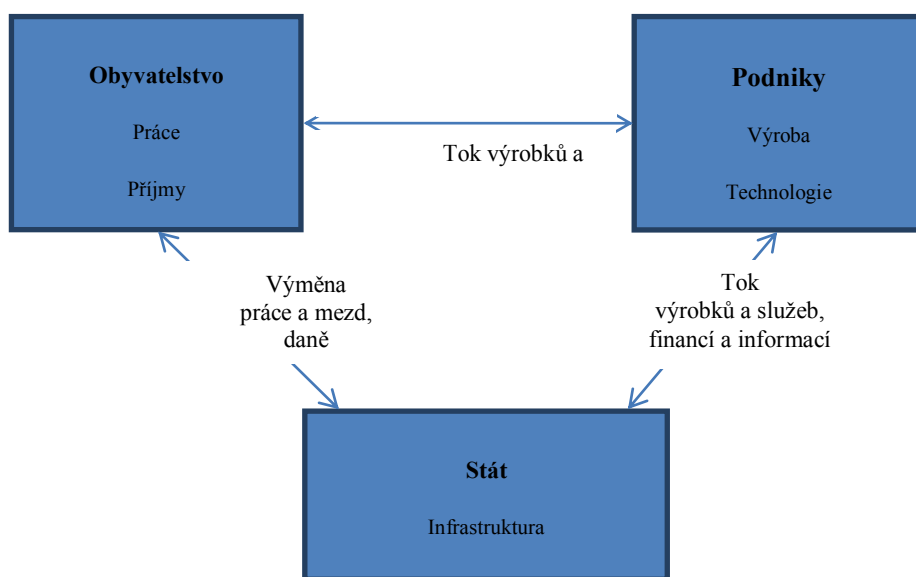 Obyvatelstvo
Práce
Příjmy
Podniky
Výroba
Technologie
Tok výrobků a
Výměna
práce a mezd,
daně
Tok
výrobků a služeb,
financí a informací
Stát
Infrastruktura